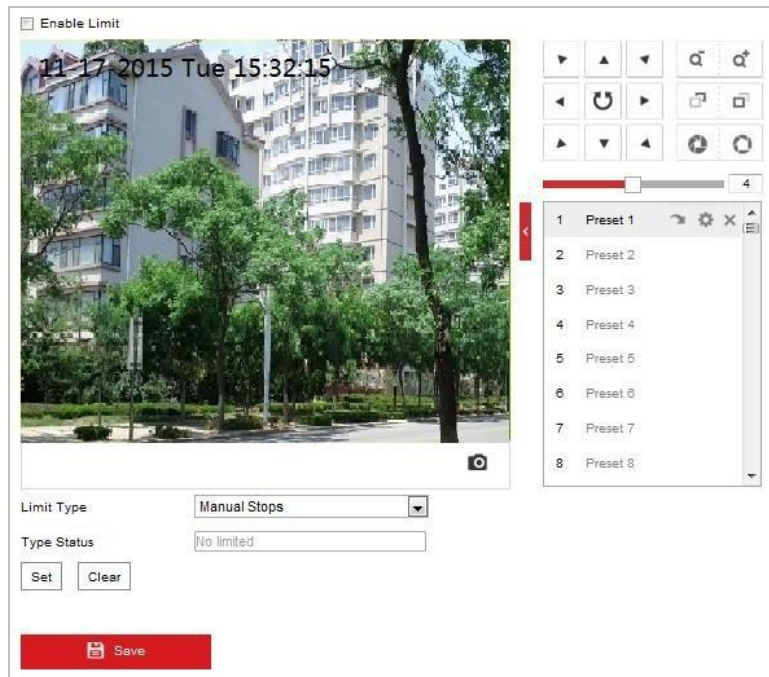 Enable Limit
11-17-2015 Tue 15:32:15
4
1 Preset 1
2 Preset 2
3 Preset 3
4 Preset 4
5 Preset 5
6 Preset 6
7 Preset 7
8 Preset 8
Limit Type Manual Stops
Type Status No limited
Set Clear
Save